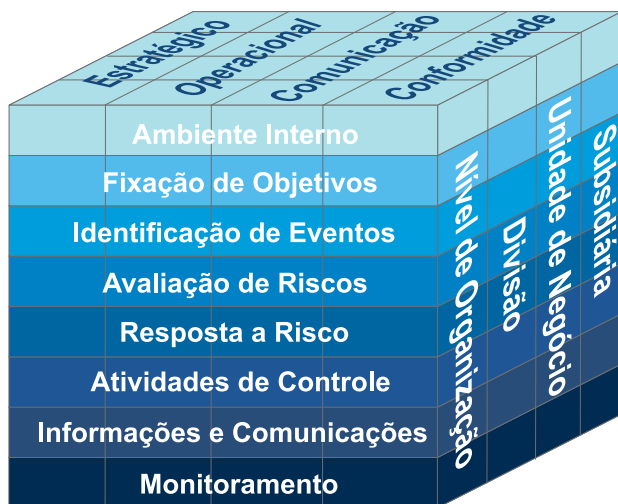 Estratégico
Operacional
Comunicação
Conformidade
Ambiente Interno
Fixação de Objetivos
Identificação de Eventos
Avaliação de Riscos
Resposta a Risco
Atividades de Controle
Informações e Comunicações
Monitoramento
Nível de Organização
Divisão
Unidade de Negócio
Subsidiária